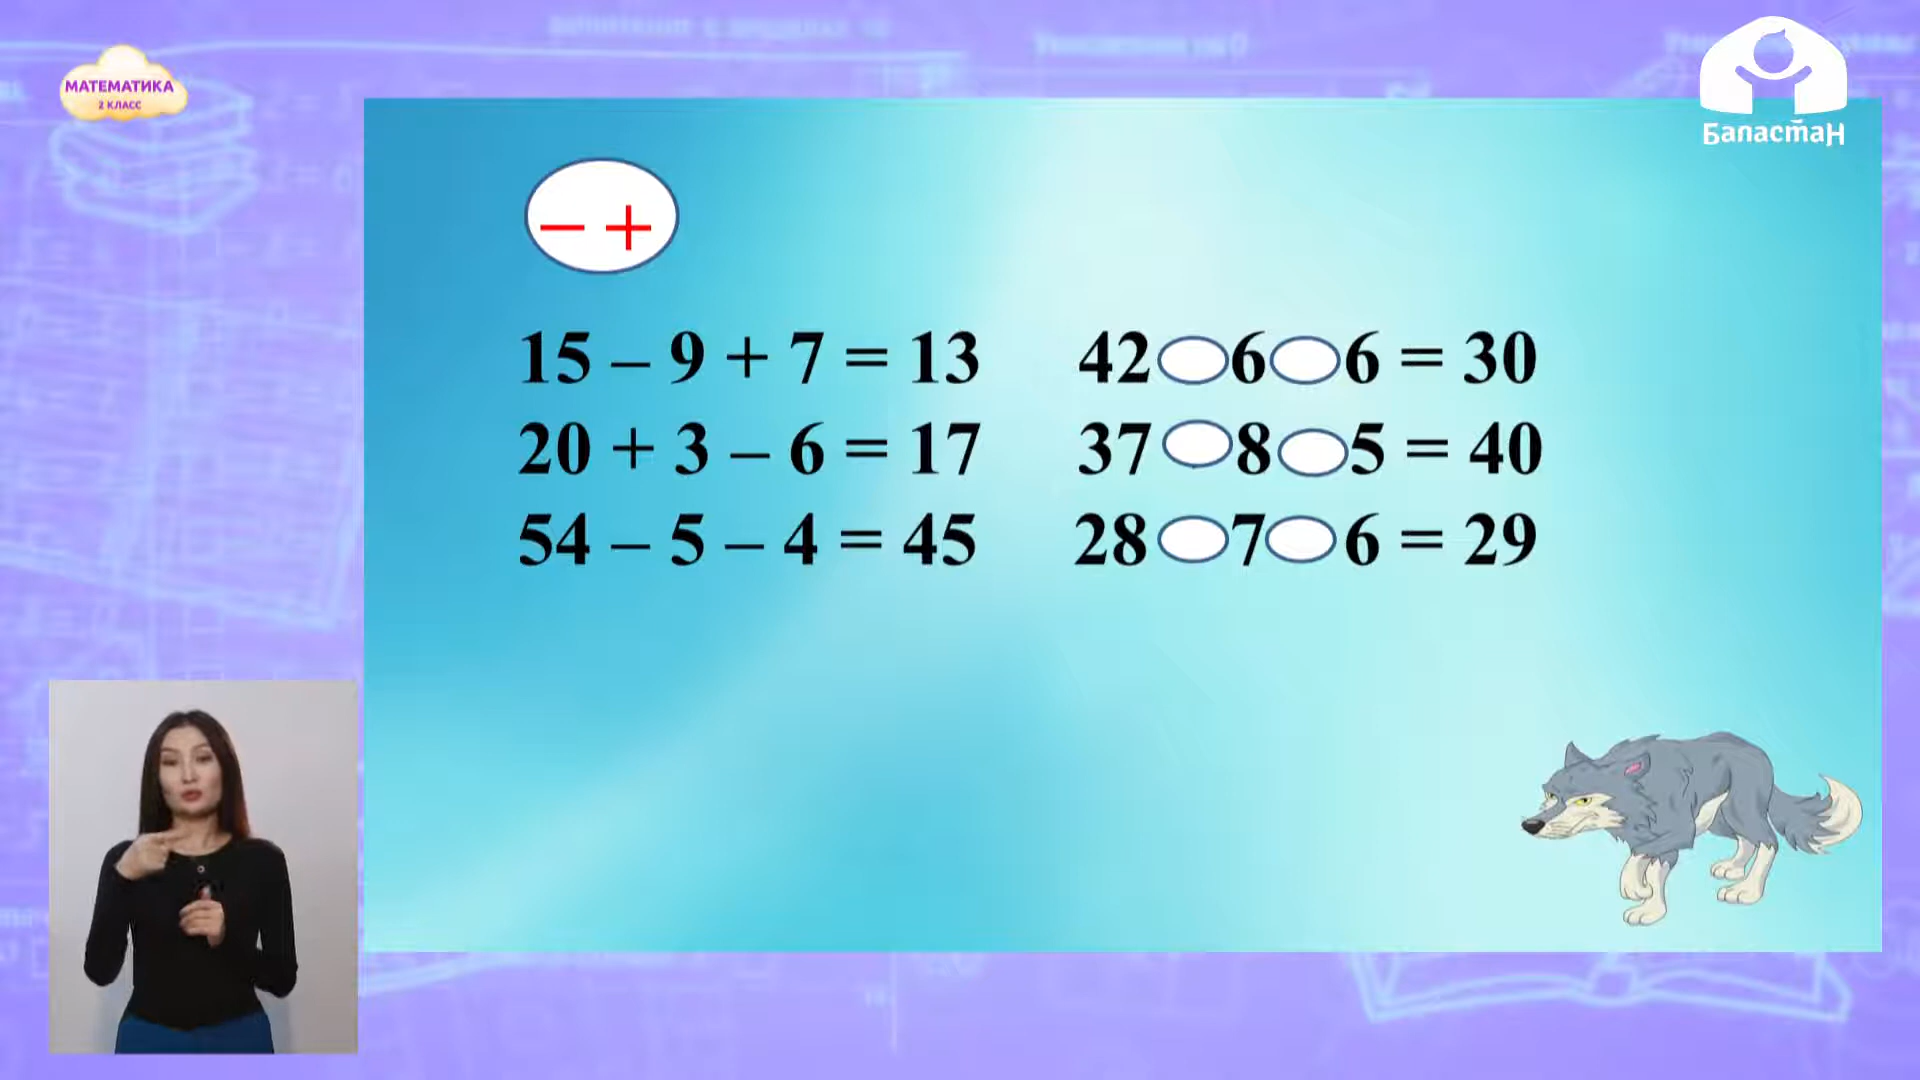 МАТЕМАТИКА
2 КЛАСС
БапастаН
– +
15 – 9 + 7 = 13
20 + 3 – 6 = 17
54 – 5 – 4 = 45
42 6 6 = 30
37 8 5 = 40
28 7 6 = 29